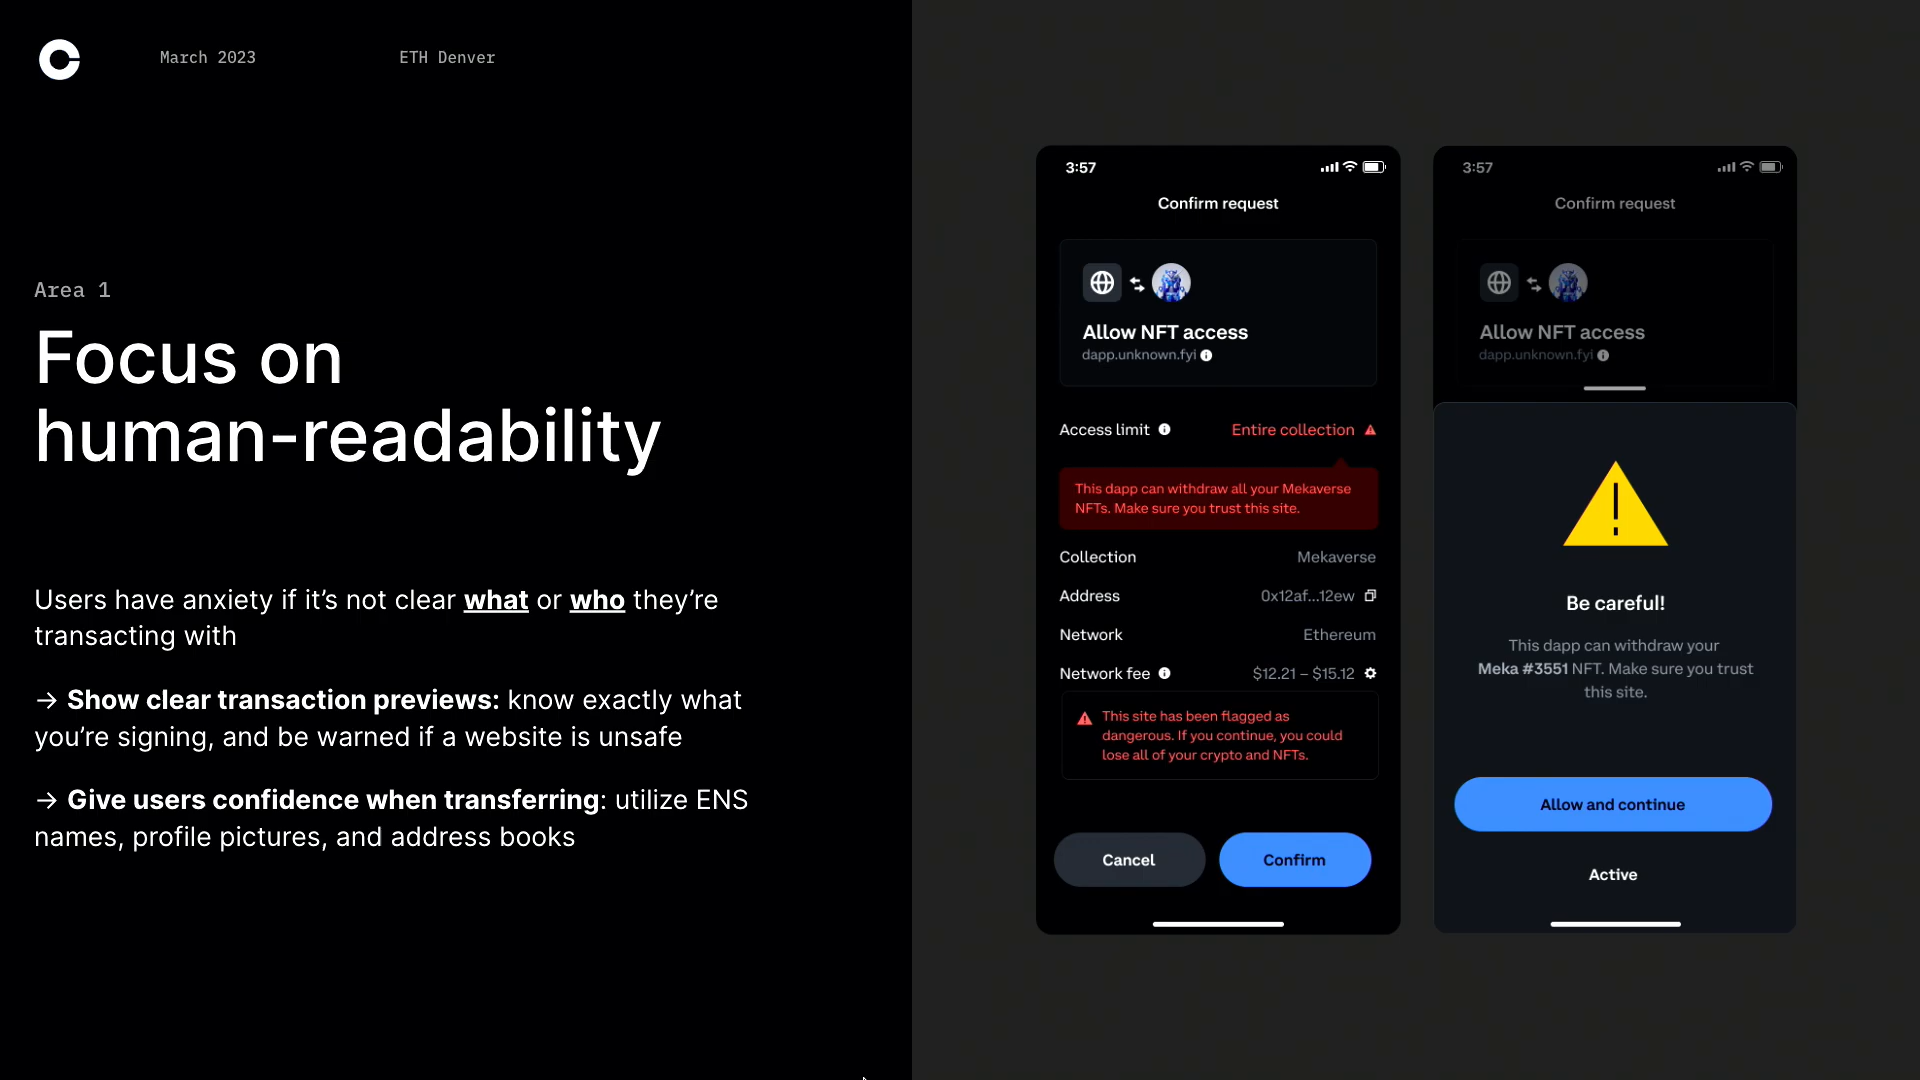 March 2023
ETH Denver
Area 1
Focus on
human-readability
Users have anxiety if it’s not clear what or who they’re
transacting with
→ Show clear transaction previews: know exactly what
you’re signing, and be warned if a website is unsafe
→ Give users confidence when transferring: utilize ENS
names, profile pictures, and address books
3:57
Confirm request
Allow NFT access
dapp.unknown.fyi
Access limit
Entire collection
This dapp can withdraw all your Mekaverse
NFTs. Make sure you trust this site.
Collection
Mekaverse
Address
0x12af...12ew
Network
Ethereum
Network fee
$12.21 – $15.12
This site has been flagged as
dangerous. If you continue, you could
lose all of your crypto and NFTs.
Cancel
Confirm
3:57
Confirm request
Allow NFT access
dapp.unknown.fyi
Be careful!
This dapp can withdraw your
Meka #3551 NFT. Make sure you trust
this site.
Allow and continue
Active